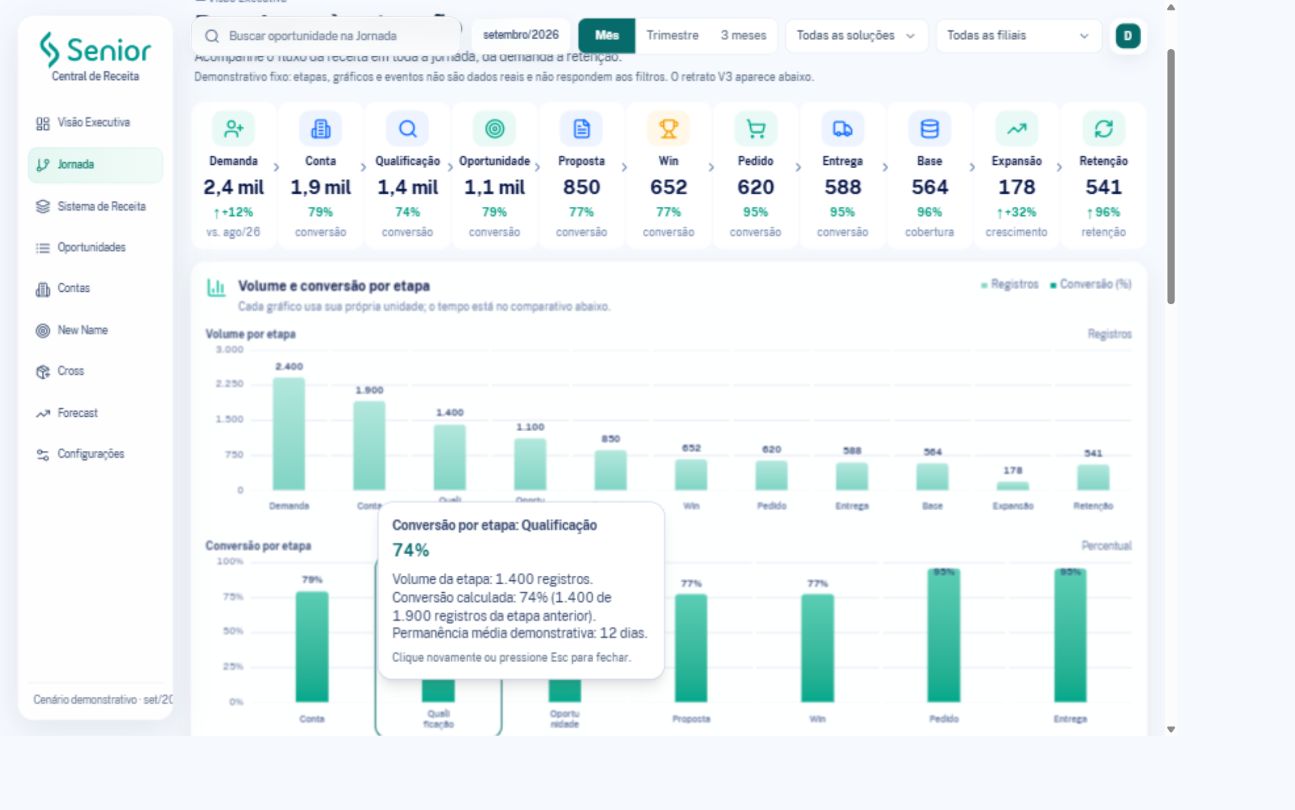 Visão Executiva
Senior
Central de Receita
Buscar oportunidade na Jornada
setembro/2026
Mês
Trimestre
3 meses
Todas as soluções
Todas as filiais
D
Acompanhe o fluxo da receita em toda a jornada, da demanda à retenção.
Demonstrativo fixo: etapas, gráficos e eventos não são dados reais e não respondem aos filtros. O retrato V3 aparece abaixo.
Visão Executiva
Jornada
Sistema de Receita
Oportunidades
Contas
New Name
Cross
Forecast
Configurações
Cenário demonstrativo · set/20
Demanda
2,4 mil
↑+12%
vs. ago/26
Conta
1,9 mil
79%
conversão
Qualificação
1,4 mil
74%
conversão
Oportunidade
1,1 mil
79%
conversão
Proposta
850
77%
conversão
Win
652
77%
conversão
Pedido
620
95%
conversão
Entrega
588
95%
conversão
Base
564
96%
cobertura
Expansão
178
↑+32%
crescimento
Retenção
541
↑96%
retenção
Volume e conversão por etapa
Registros
Conversão (%)
Cada gráfico usa sua própria unidade; o tempo está no comparativo abaixo.
Volume por etapa
Registros
3.000
2.250
1.500
750
0
2.400
1.900
1.400
1.100
850
652
620
588
564
178
541
Demanda
Conta
Quali
Oportu
Win
Pedido
Entrega
Base
Expansão
Retenção
Conversão por etapa: Qualificação
74%
Volume da etapa: 1.400 registros.
Conversão calculada: 74% (1.400 de
1.900 registros da etapa anterior).
Permanência média demonstrativa: 12 dias.
Clique novamente ou pressione Esc para fechar.
Conversão por etapa
Percentual
100%
75%
50%
25%
0%
79%
77%
77%
95%
95%
Conta
Quali
ficação
Oportu
nidade
Proposta
Win
Pedido
Entrega